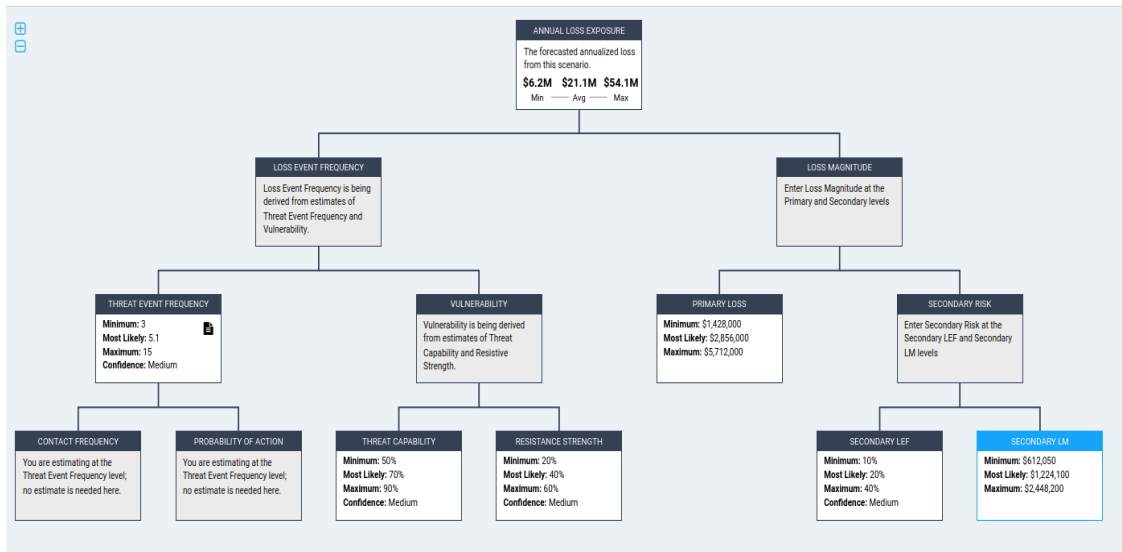 ANNUAL LOSS EXPOSURE
The forecasted annualized loss
from this scenario.
$6.2M $21.1M $54.1M
Min Avg Max
LOSS EVENT FREQUENCY
Loss Event Frequency is being
derived from estimates of
Threat Event Frequency and
Vulnerability.
LOSS MAGNITUDE
Enter Loss Magnitude at the
Primary and Secondary levels
THREAT EVENT FREQUENCY
Minimum: 3
Most Likely: 5.1
Maximum: 15
Confidence: Medium
VULNERABILITY
Vulnerability is being derived
from estimates of Threat
Capability and Resistive
Strength.
PRIMARY LOSS
Minimum: $1,428,000
Most Likely: $2,856,000
Maximum: $5,712,000
SECONDARY RISK
Enter Secondary Risk at the
Secondary LEF and Secondary
LM levels
CONTACT FREQUENCY
You are estimating at the
Threat Event Frequency level;
no estimate is needed here.
PROBABILITY OF ACTION
You are estimating at the
Threat Event Frequency level;
no estimate is needed here.
THREAT CAPABILITY
Minimum: 50%
Most Likely: 70%
Maximum: 90%
Confidence: Medium
RESISTANCE STRENGTH
Minimum: 20%
Most Likely: 40%
Maximum: 60%
Confidence: Medium
SECONDARY LEF
Minimum: 10%
Most Likely: 20%
Maximum: 40%
Confidence: Medium
SECONDARY LM
Minimum: $612,050
Most Likely: $1,224,100
Maximum: $2,448,200